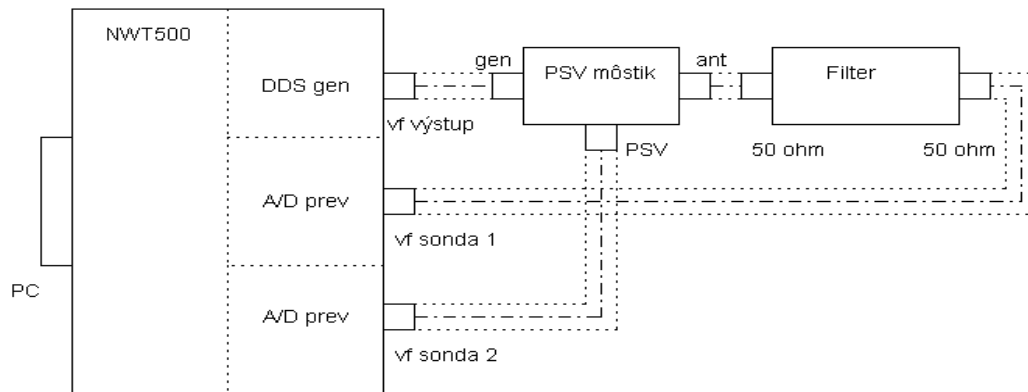 NWT500
DDS gen
A/D prev
A/D prev
PC
vf výstup
vf sonda 1
vf sonda 2
gen
PSV môstik
ant
PSV
Filter
50 ohm
50 ohm